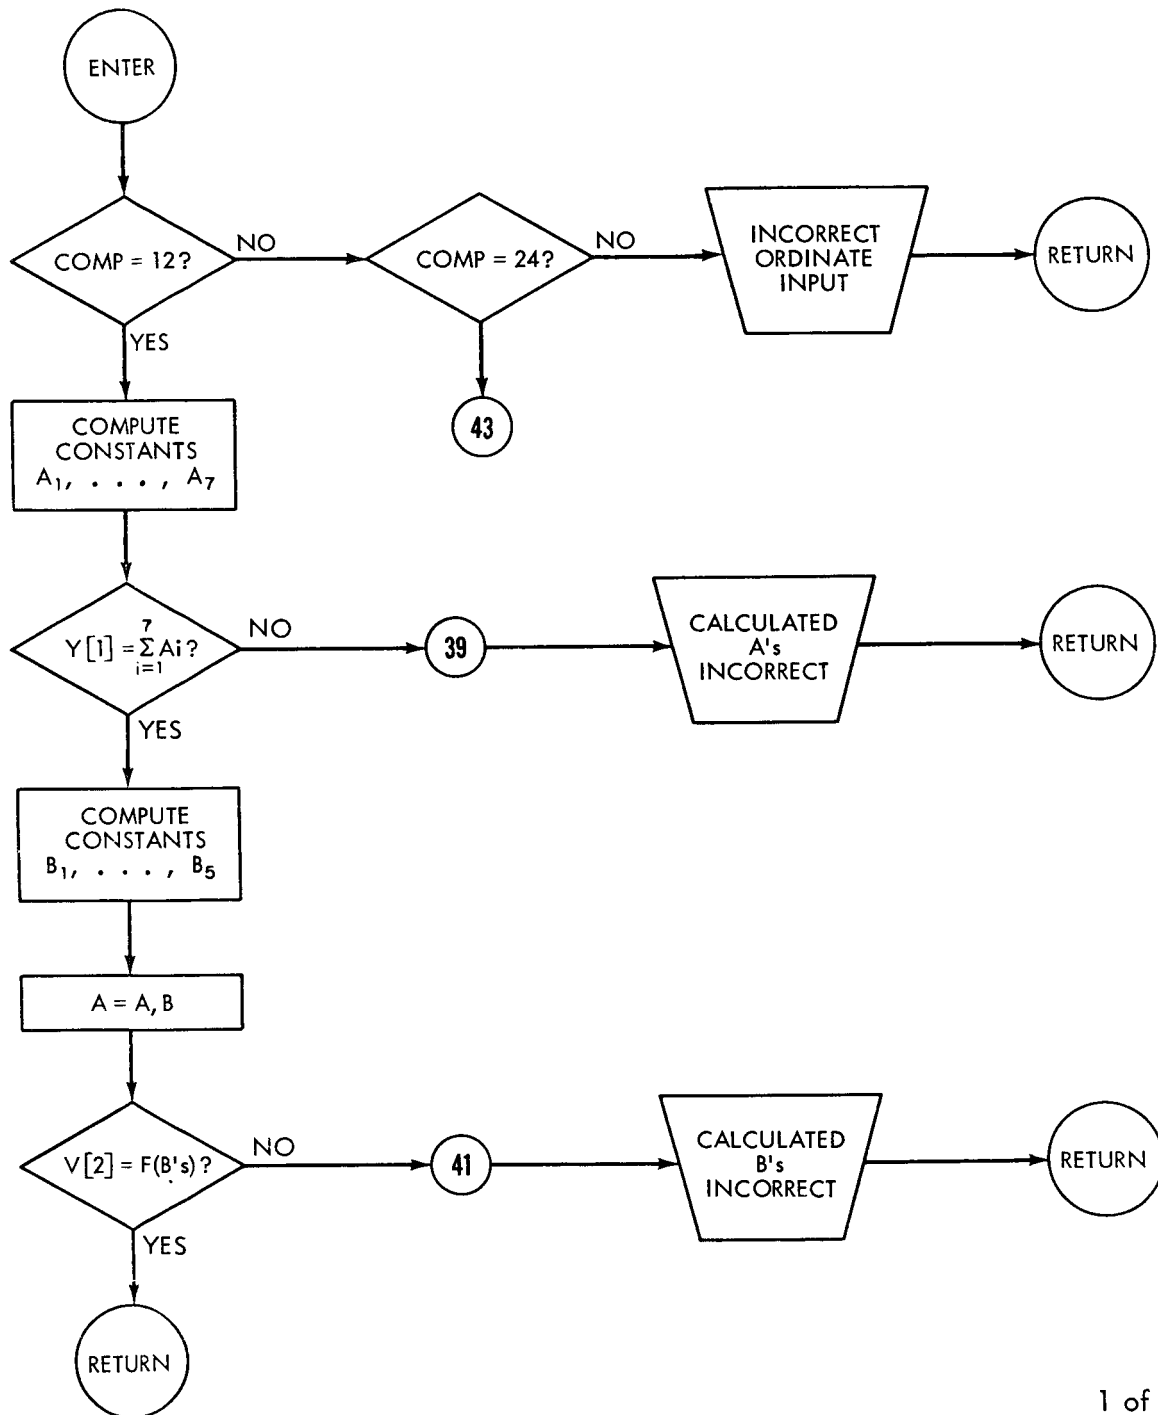 ENTER
COMP = 12?
NO
COMP = 24?
NO
INCORRECT
ORDINATE
INPUT
RETURN
YES
43
COMPUTE
CONSTANTS
A₁, . . . , A₇
Y[1] = 7 Σ i=1 Ai?
NO
39
CALCULATED
A's
INCORRECT
RETURN
YES
COMPUTE
CONSTANTS
B₁, . . . , B₅
A = A, B
V[2] = F(B's)?
NO
41
CALCULATED
B's
INCORRECT
RETURN
YES
RETURN
1 of